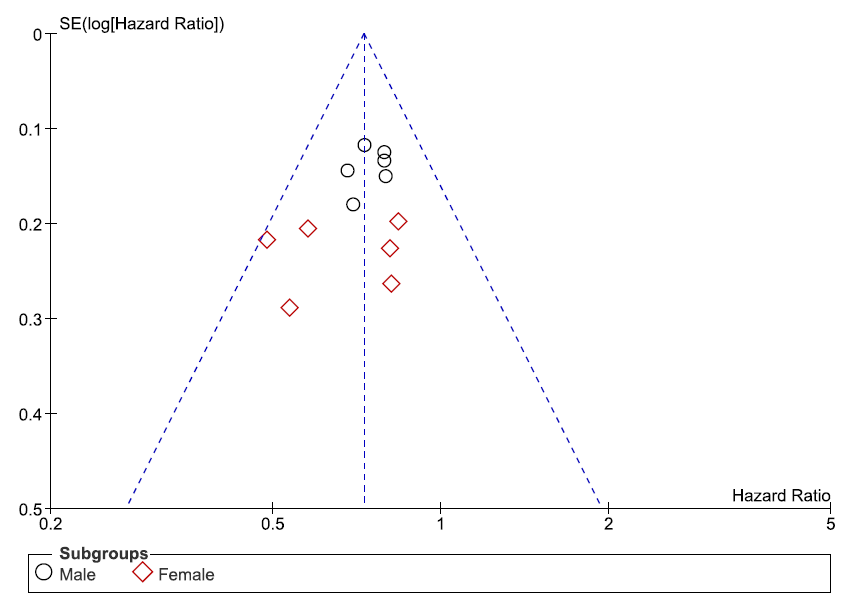 SE(log[Hazard Ratio])
0
0.1
0.2
0.3
0.4
0.5
Hazard Ratio
0.2 0.5 1 2 5
Subgroups
Male Female